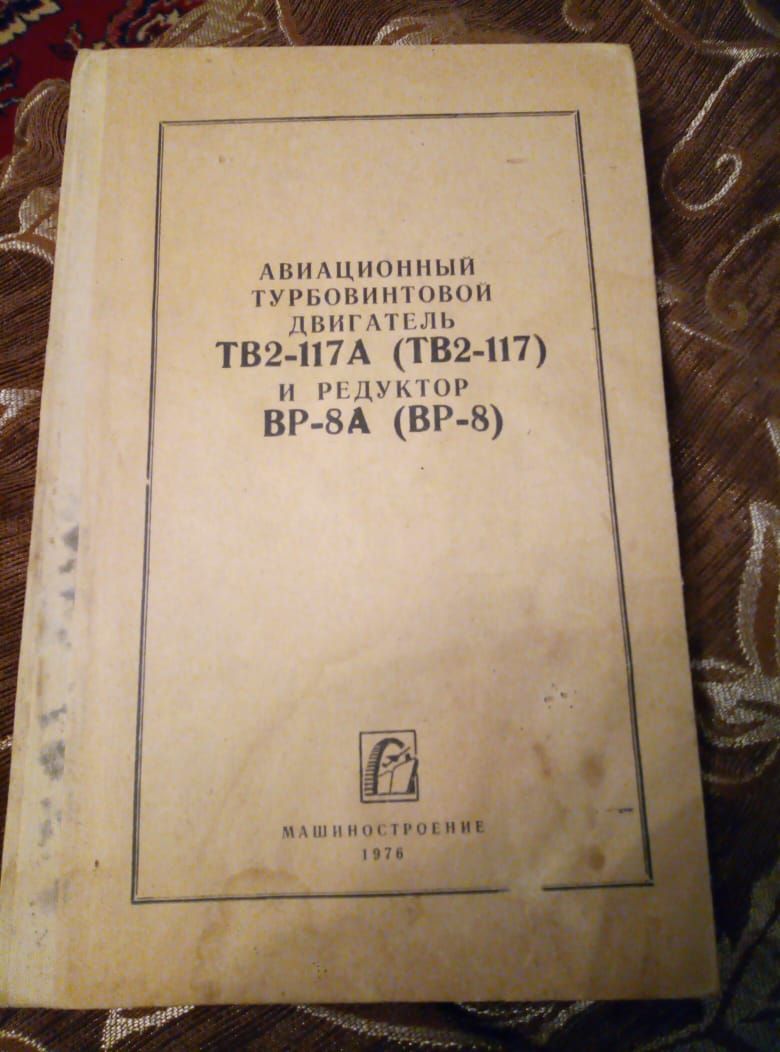 АВИАЦИОННЫЙ
ТУРБОВИНТОВОЙ
ДВИГАТЕЛЬ
ТВ2-117А (ТВ2-117)
И РЕДУКТОР
ВР-8А (ВР-8)
МАШИНОСТРОЕНИЕ
1976